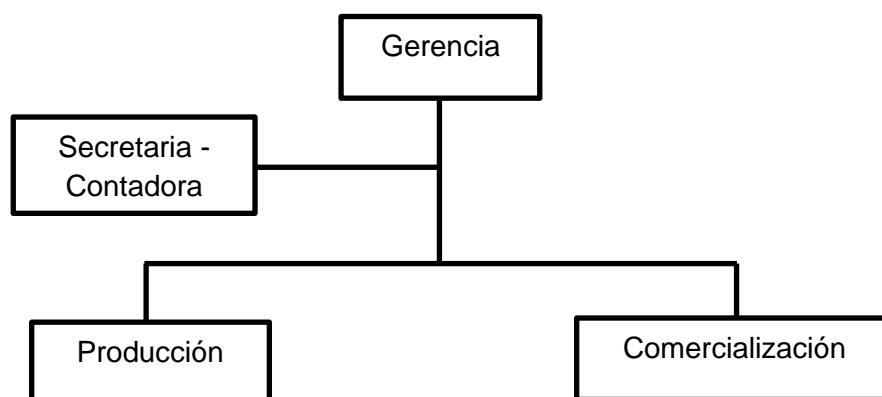 Gerencia
Secretaria -
Contadora
Producción
Comercialización